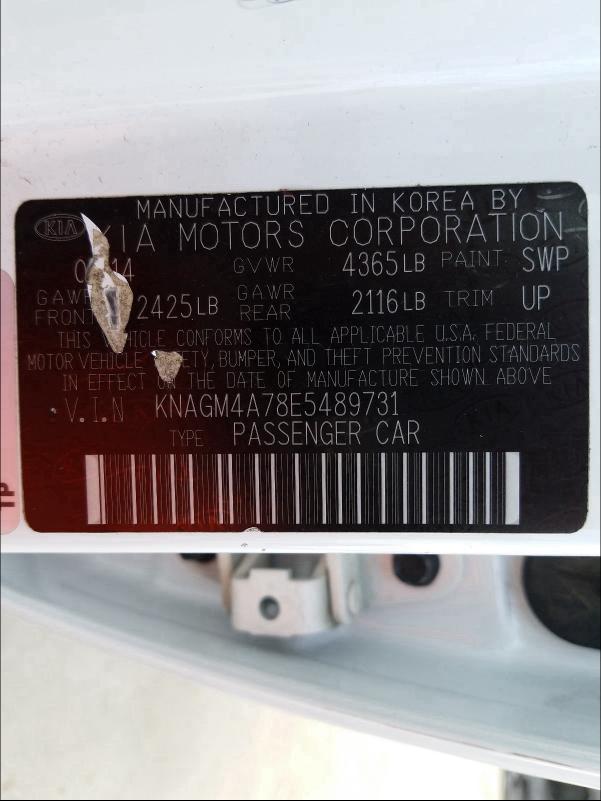 MANUFACTURED IN KOREA BY
KIA KIA MOTORS CORPORATION
GVWR 4365LB PAINT: SWP
GAWR FRONT 2425LB GAWR REAR 2116LB TRIM UP
THIS VEHICLE CONFORMS TO ALL APPLICABLE U.S.A. FEDERAL
MOTOR VEHICLE SAFETY, BUMPER, AND THEFT PREVENTION STANDARDS
IN EFFECT ON THE DATE OF MANUFACTURE SHOWN ABOVE
V.I.N KNAGM4A78E5489731
TYPE PASSENGER CAR